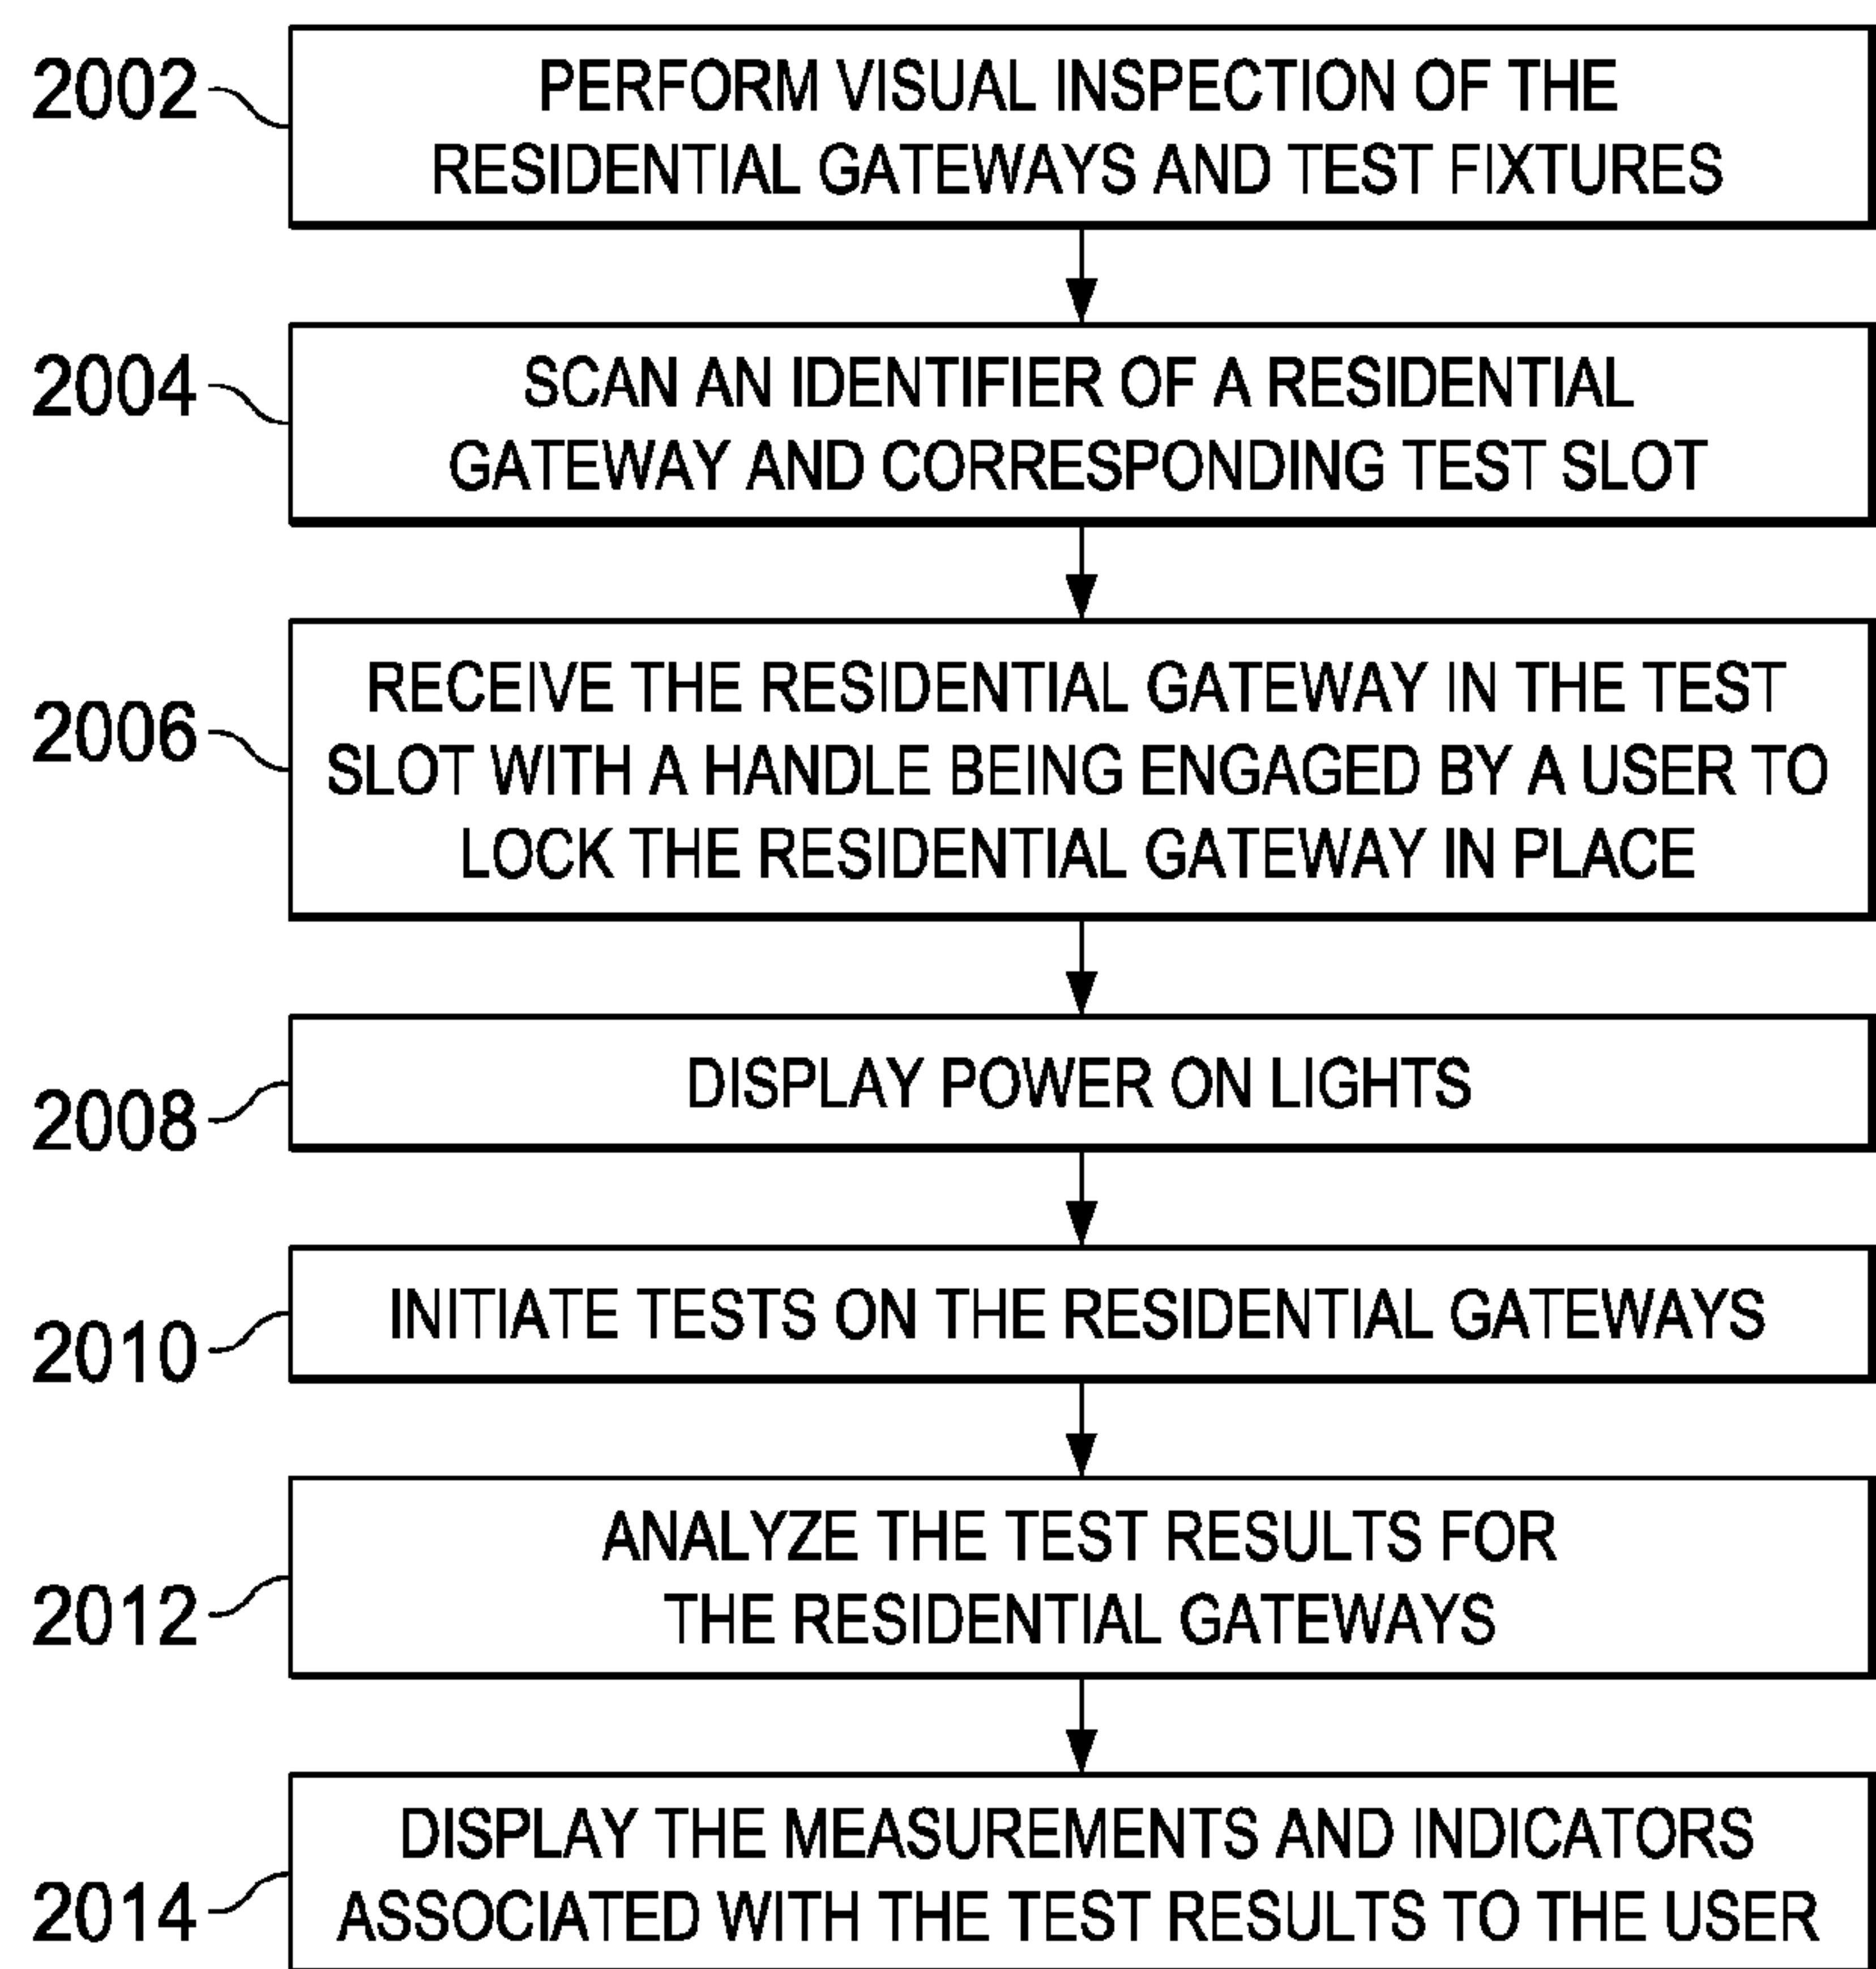 2002
PERFORM VISUAL INSPECTION OF THE
RESIDENTIAL GATEWAYS AND TEST FIXTURES
2004
SCAN AN IDENTIFIER OF A RESIDENTIAL
GATEWAY AND CORRESPONDING TEST SLOT
2006
RECEIVE THE RESIDENTIAL GATEWAY IN THE TEST
SLOT WITH A HANDLE BEING ENGAGED BY A USER TO
LOCK THE RESIDENTIAL GATEWAY IN PLACE
2008
DISPLAY POWER ON LIGHTS
2010
INITIATE TESTS ON THE RESIDENTIAL GATEWAYS
2012
ANALYZE THE TEST RESULTS FOR
THE RESIDENTIAL GATEWAYS
2014
DISPLAY THE MEASUREMENTS AND INDICATORS
ASSOCIATED WITH THE TEST RESULTS TO THE USER